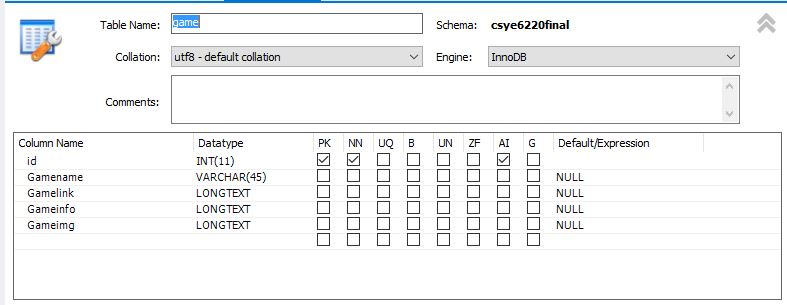 Table Name: game Schema: csye6220final
Collation: utf8 - default collation Engine: InnoDB
Comments:
Column Name Datatype PK NN UQ B UN ZF AI G Default/Expression
id INT(11)
Gamename VARCHAR(45) NULL
Gamelink LONGTEXT NULL
Gameinfo LONGTEXT NULL
Gameimg LONGTEXT NULL